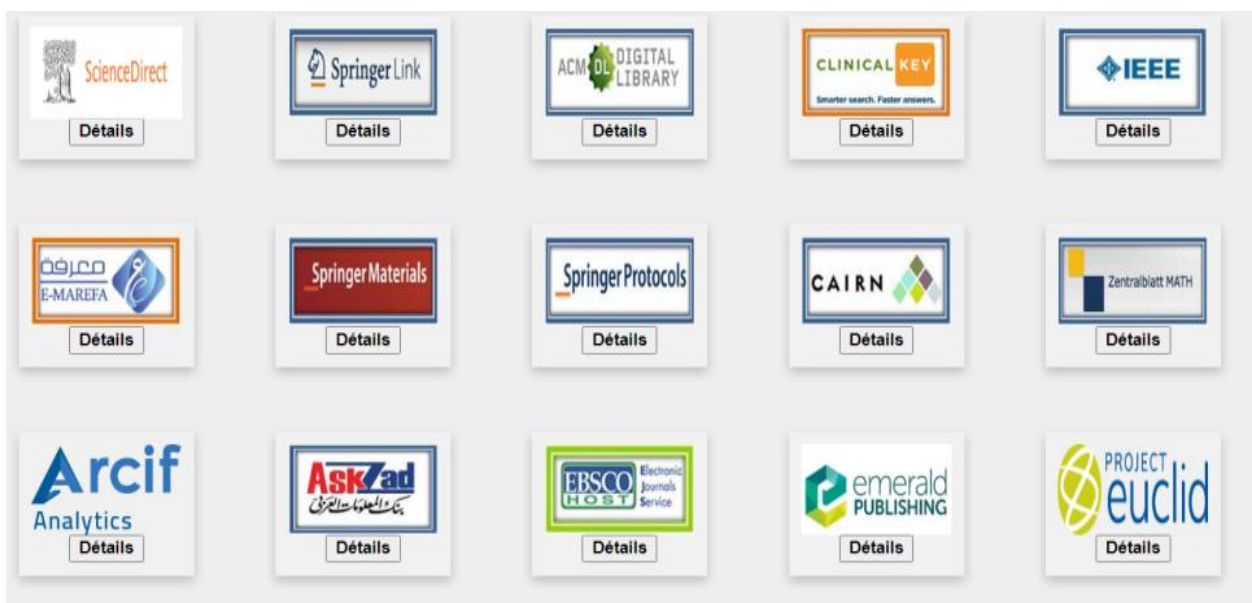 ScienceDirect
Détails
Springer Link
Détails
ACM DL DIGITAL
LIBRARY
Détails
CLINICAL KEY
Smarter search. Faster answers.
Détails
IEEE
Détails
معرفة
E-MAREFA
Détails
Springer Materials
Détails
Springer Protocols
Détails
CAIRN
Détails
Zentralblatt MATH
Détails
Arcif
Analytics
Détails
AskZad
بنك المعلومات العربي
Détails
EBSCO
HOST
Electronic
Journals
Service
Détails
emerald
PUBLISHING
Détails
PROJECT
euclid
Détails